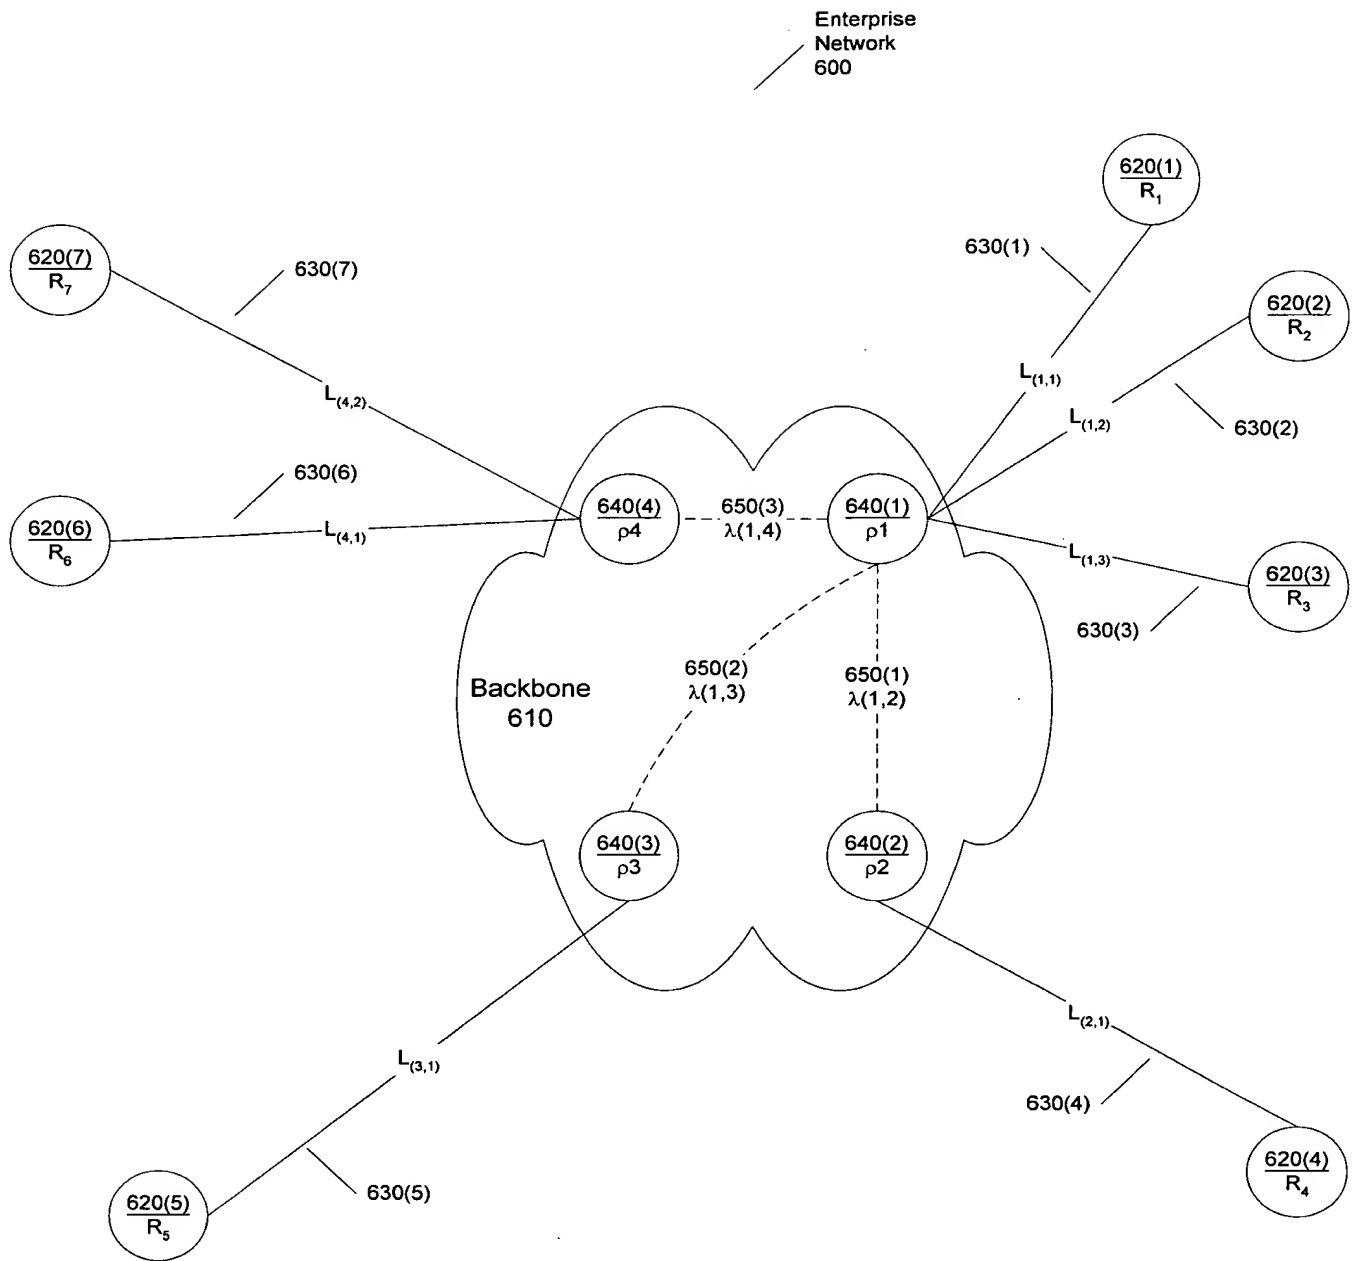 Enterprise
Network
600
620(1)
R1
630(1)
620(7)
R7
630(7)
620(2)
R2
L(1,1)
L(4,2)
L(1,2)
630(2)
630(6)
640(4)
ρ4
650(3)
λ(1,4)
640(1)
ρ1
620(6)
R6
L(4,1)
L(1,3)
620(3)
R3
630(3)
650(2)
λ(1,3)
650(1)
λ(1,2)
Backbone
610
640(3)
ρ3
640(2)
ρ2
L(2,1)
L(3,1)
630(4)
620(4)
R4
630(5)
620(5)
R5